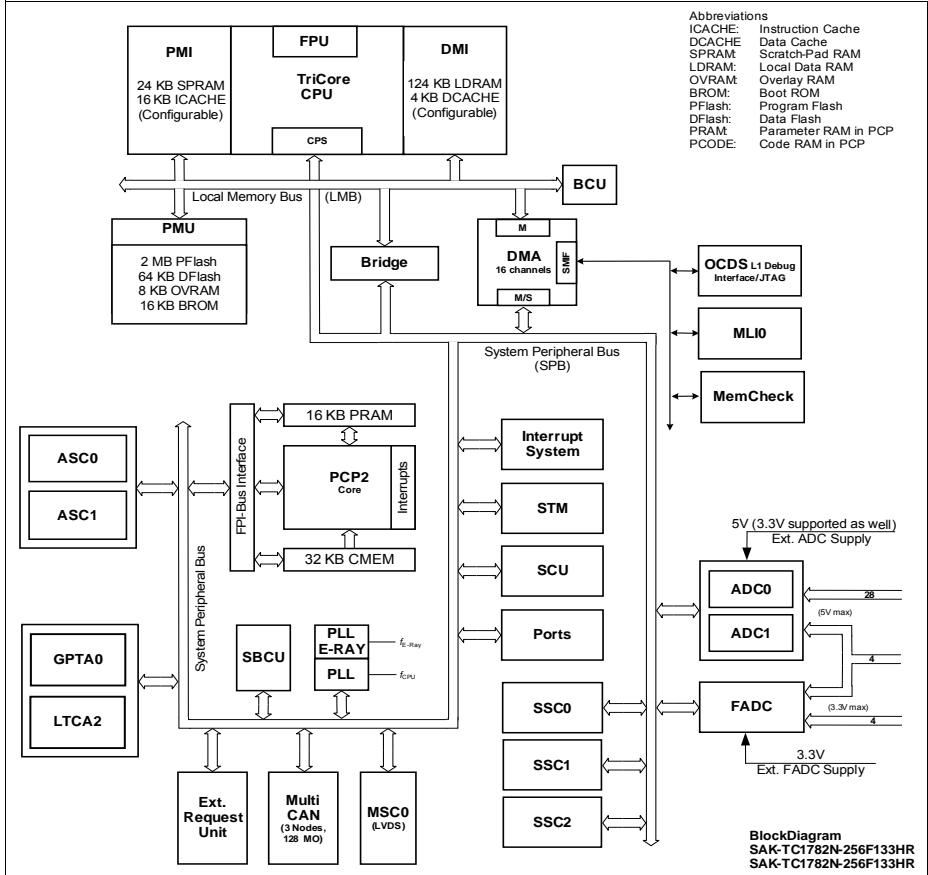 Abbreviations
ICACHE: Instruction Cache
DCACHE Data Cache
SPRAM: Scratch-Pad RAM
LDRAM: Local Data RAM
OVRAM: Overlay RAM
BROM: Boot ROM
PFlash: Program Flash
DFlash: Data Flash
PRAM: Parameter RAM in PCP
PCODE: Code RAM in PCP
PMI
24 KB SPRAM
16 KB ICACHE
(Configurable)
FPU
TriCore
CPU
CPS
DMI
124 KB LDRAM
4 KB DCACHE
(Configurable)
BCU
Local Memory Bus (LMB)
PMU
2 MB PFlash
64 KB DFlash
8 KB OVRAM
16 KB BROM
Bridge
M
DMA
16 channels
SMIF
M/S
OCDS L1 Debug
Interface/JTAG
MLI0
MemCheck
System Peripheral Bus
(SPB)
ASC0
ASC1
System Peripheral Bus
FPI-Bus Interface
16 KB PRAM
PCP2
Core
Interrupts
32 KB CMEM
Interrupt
System
STM
SCU
Ports
5V (3.3V supported as well)
Ext. ADC Supply
ADC0
ADC1
28
(5V max)
4
GPTA0
LTCA2
SBCU
PLL
E-RAY
PLL
fE-Ray
fCPU
SSC0
SSC1
SSC2
FADC
(3.3V max)
4
3.3V
Ext. FADC Supply
Ext.
Request
Unit
Multi
CAN
(3 Nodes,
128 MO)
MSC0
(LVDS)
BlockDiagram
SAK-TC1782N-256F133HR
SAK-TC1782N-256F133HR